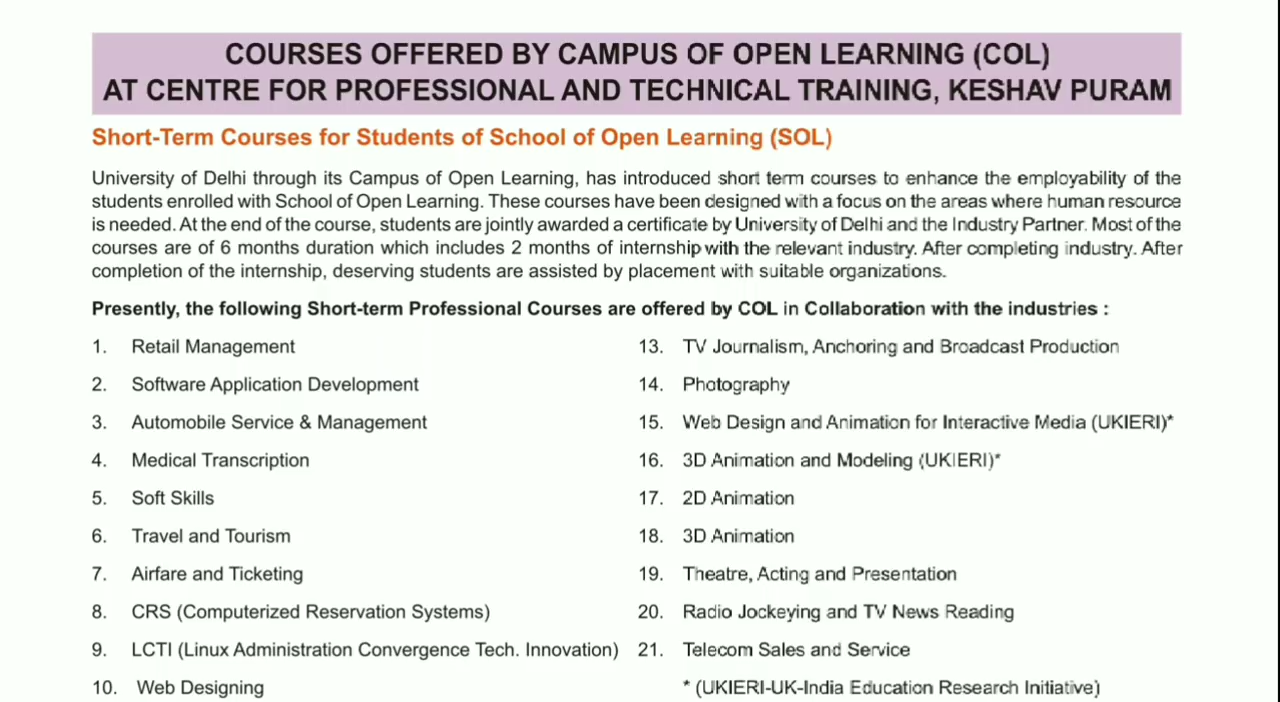 COURSES OFFERED BY CAMPUS OF OPEN LEARNING (COL)
AT CENTRE FOR PROFESSIONAL AND TECHNICAL TRAINING, KESHAV PURAM
Short-Term Courses for Students of School of Open Learning (SOL)
University of Delhi through its Campus of Open Learning, has introduced short term courses to enhance the employability of the
students enrolled with School of Open Learning. These courses have been designed with a focus on the areas where human resource
is needed. At the end of the course, students are jointly awarded a certificate by University of Delhi and the Industry Partner. Most of the
courses are of 6 months duration which includes 2 months of internship with the relevant industry. After completing industry. After
completion of the internship, deserving students are assisted by placement with suitable organizations.
Presently, the following Short-term Professional Courses are offered by COL in Collaboration with the industries :
1. Retail Management
2. Software Application Development
3. Automobile Service & Management
4. Medical Transcription
5. Soft Skills
6. Travel and Tourism
7. Airfare and Ticketing
8. CRS (Computerized Reservation Systems)
9. LCTI (Linux Administration Convergence Tech. Innovation)
10. Web Designing
13. TV Journalism, Anchoring and Broadcast Production
14. Photography
15. Web Design and Animation for Interactive Media (UKIERI)*
16. 3D Animation and Modeling (UKIERI)*
17. 2D Animation
18. 3D Animation
19. Theatre, Acting and Presentation
20. Radio Jockeying and TV News Reading
21. Telecom Sales and Service
* (UKIERI-UK-India Education Research Initiative)